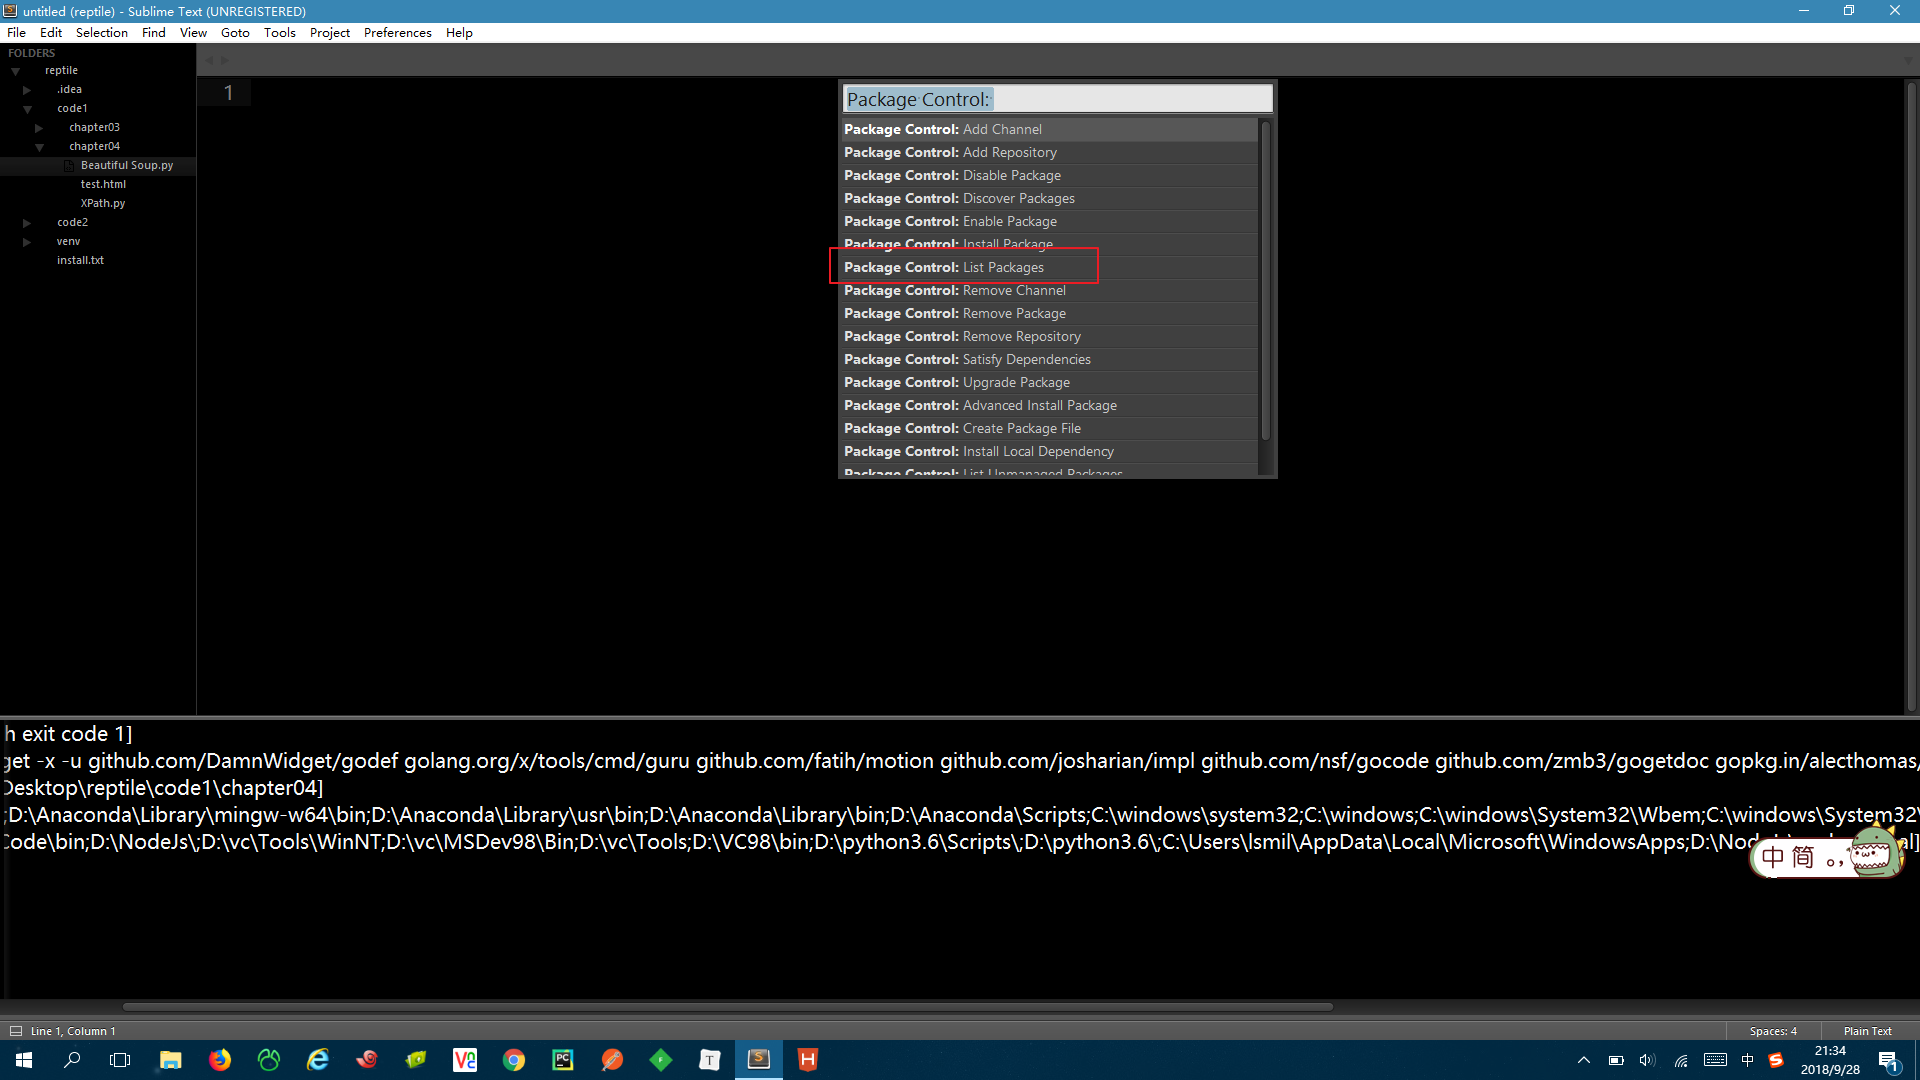 untitled (reptile) - Sublime Text (UNREGISTERED)
File Edit Selection Find View Goto Tools Project Preferences Help
FOLDERS
reptile
.idea
code1
chapter03
chapter04
Beautiful Soup.py
test.html
XPath.py
code2
venv
install.txt
1
Package Control:
Package Control: Add Channel
Package Control: Add Repository
Package Control: Disable Package
Package Control: Discover Packages
Package Control: Enable Package
Package Control: Install Package
Package Control: List Packages
Package Control: Remove Channel
Package Control: Remove Package
Package Control: Remove Repository
Package Control: Satisfy Dependencies
Package Control: Upgrade Package
Package Control: Advanced Install Package
Package Control: Create Package File
Package Control: Install Local Dependency
Package Control: List Unmanaged Packages
h exit code 1]
get -x -u github.com/DamnWidget/godef golang.org/x/tools/cmd/guru github.com/fatih/motion github.com/josharian/impl github.com/nsf/gocode github.com/zmb3/gogetdoc gopkg.in/alecthomas/
Desktop\reptile\code1\chapter04]
;D:\Anaconda\Library\mingw-w64\bin;D:\Anaconda\Library\usr\bin;D:\Anaconda\Library\bin;D:\Anaconda\Scripts;C:\windows\system32;C:\windows;C:\windows\System32\Wbem;C:\windows\System32\
Code\bin;D:\NodeJs\;D:\vc\Tools\WinNT;D:\vc\MSDev98\Bin;D:\vc\Tools;D:\VC98\bin;D:\python3.6\Scripts\;D:\python3.6\;C:\Users\lsmil\AppData\Local\Microsoft\WindowsApps;D:\
中 简 。,
Line 1, Column 1
Spaces: 4
Plain Text
中
21:34
2018/9/28
1